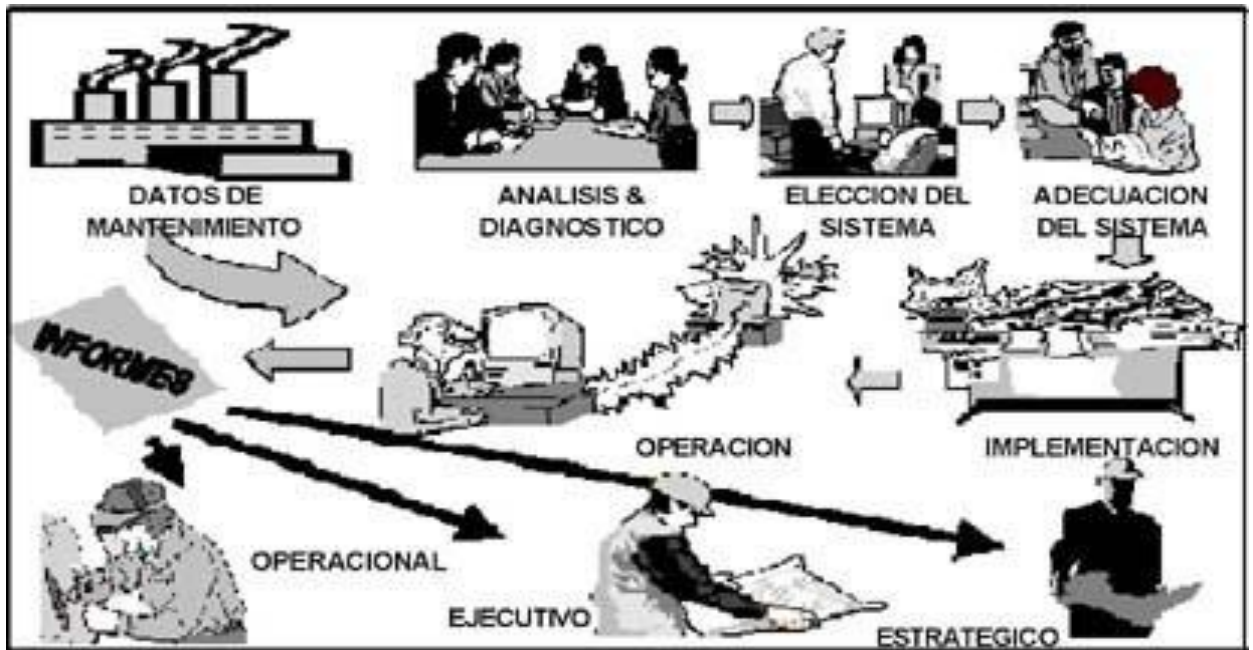 DATOS DE
MANTENIMIENTO
ANALISIS &
DIAGNOSTICO
ELECCION DEL
SISTEMA
ADECUACION
DEL SISTEMA
INFORMES
OPERACION
IMPLEMENTACION
OPERACIONAL
EJECUTIVO
ESTRATEGICO